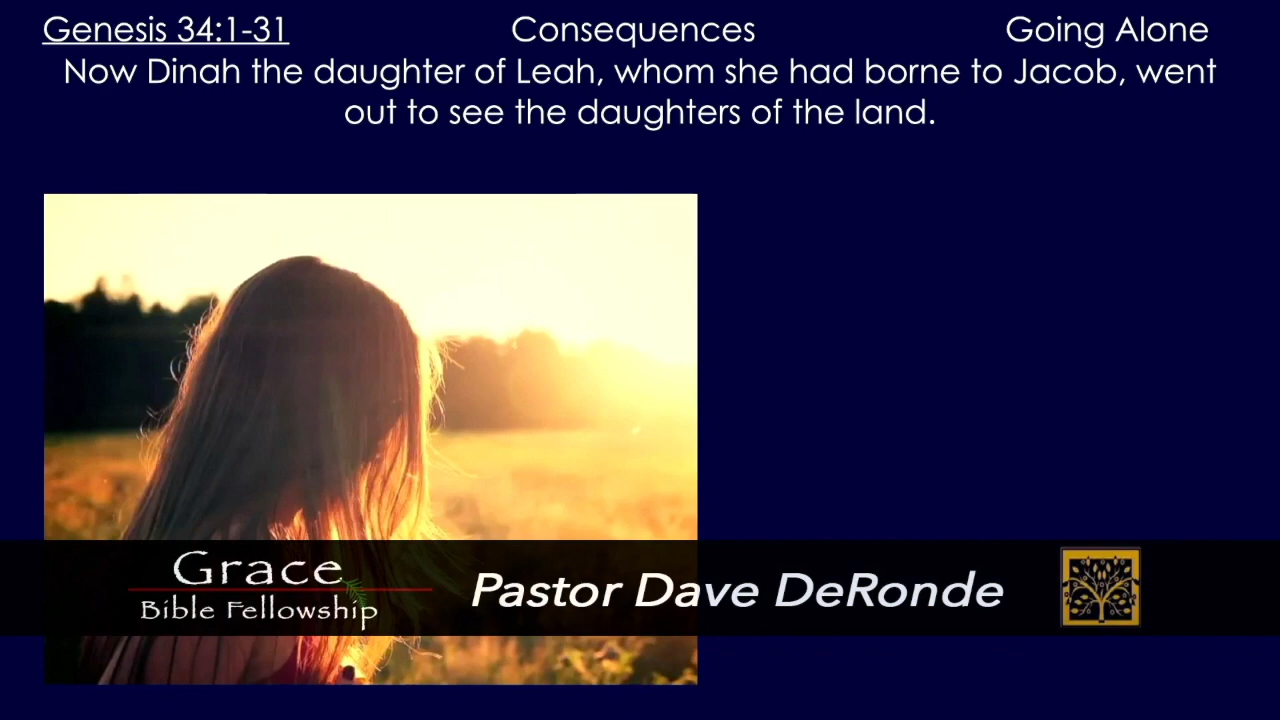 Genesis 34:1-31 Consequences Going Alone
Now Dinah the daughter of Leah, whom she had borne to Jacob, went
out to see the daughters of the land.
Grace
Bible Fellowship
Pastor Dave DeRonde